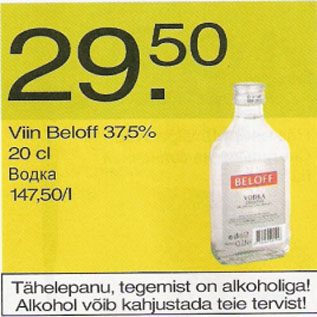 29.50
Viin Beloff 37,5%
20 cl
Водка
147,50/l
BELOFF
VODKA
Tähelepanu, tegemist on alkoholiga!
Alkohol võib kahjustada teie tervist!